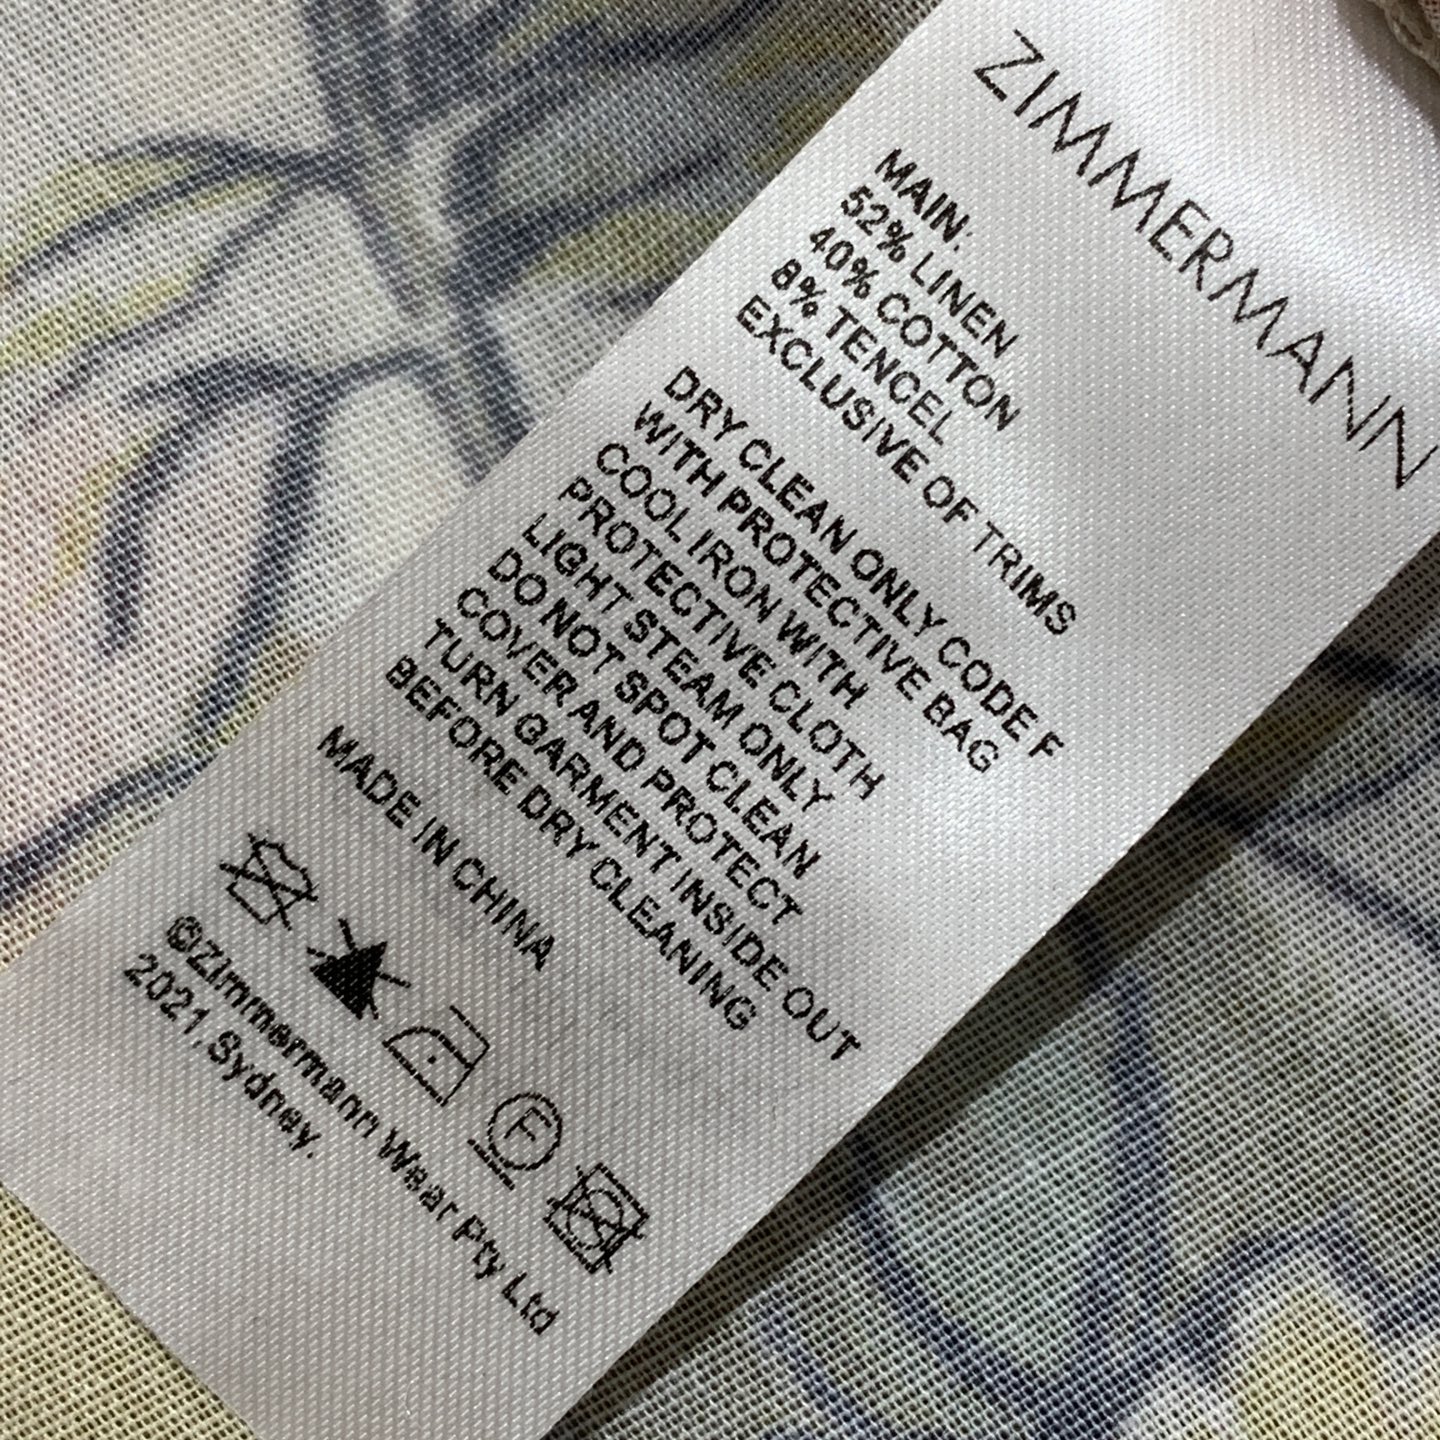 ZIMMERMANN
MAIN:
52% LINEN
40% COTTON
8% TENCEL
EXCLUSIVE OF TRIMS
DRY CLEAN ONLY CODE F
WITH PROTECTIVE BAG
COOL IRON WITH
PROTECTIVE CLOTH
LIGHT STEAM ONLY
DO NOT SPOT CLEAN
COVER AND PROTECT
TURN GARMENT INSIDE OUT
BEFORE DRY CLEANING
MADE IN CHINA
F
©Zimmermann Wear Pty Ltd
2021, Sydney.